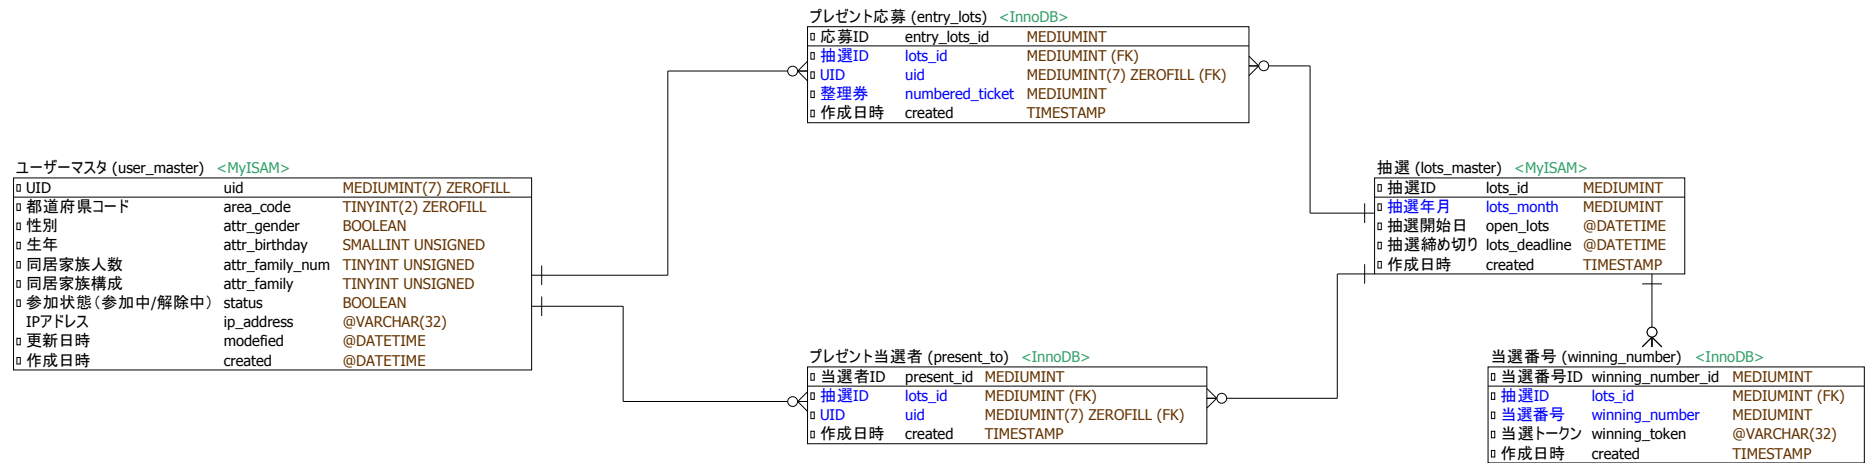 プレゼント応募 (entry_lots) <InnoDB>
応募ID entry_lots_id MEDIUMINT
抽選ID lots_id MEDIUMINT (FK)
UID uid MEDIUMINT(7) ZEROFILL (FK)
整理券 numbered_ticket MEDIUMINT
作成日時 created TIMESTAMP
ユーザーマスタ (user_master) <MyISAM>
UID uid MEDIUMINT(7) ZEROFILL
都道府県コード area_code TINYINT(2) ZEROFILL
性別 attr_gender BOOLEAN
生年 attr_birthday SMALLINT UNSIGNED
同居家族人数 attr_family_num TINYINT UNSIGNED
同居家族構成 attr_family TINYINT UNSIGNED
参加状態(参加中/解除中) status BOOLEAN
IPアドレス ip_address @VARCHAR(32)
更新日時 modefied @DATETIME
作成日時 created @DATETIME
抽選 (lots_master) <MyISAM>
抽選ID lots_id MEDIUMINT
抽選年月 lots_month MEDIUMINT
抽選開始日 open_lots @DATETIME
抽選締め切り lots_deadline @DATETIME
作成日時 created TIMESTAMP
プレゼント当選者 (present_to) <InnoDB>
当選者ID present_id MEDIUMINT
抽選ID lots_id MEDIUMINT (FK)
UID uid MEDIUMINT(7) ZEROFILL (FK)
作成日時 created TIMESTAMP
当選番号 (winning_number) <InnoDB>
当選番号ID winning_number_id MEDIUMINT
抽選ID lots_id MEDIUMINT (FK)
当選番号 winning_number MEDIUMINT
当選トークン winning_token @VARCHAR(32)
作成日時 created TIMESTAMP